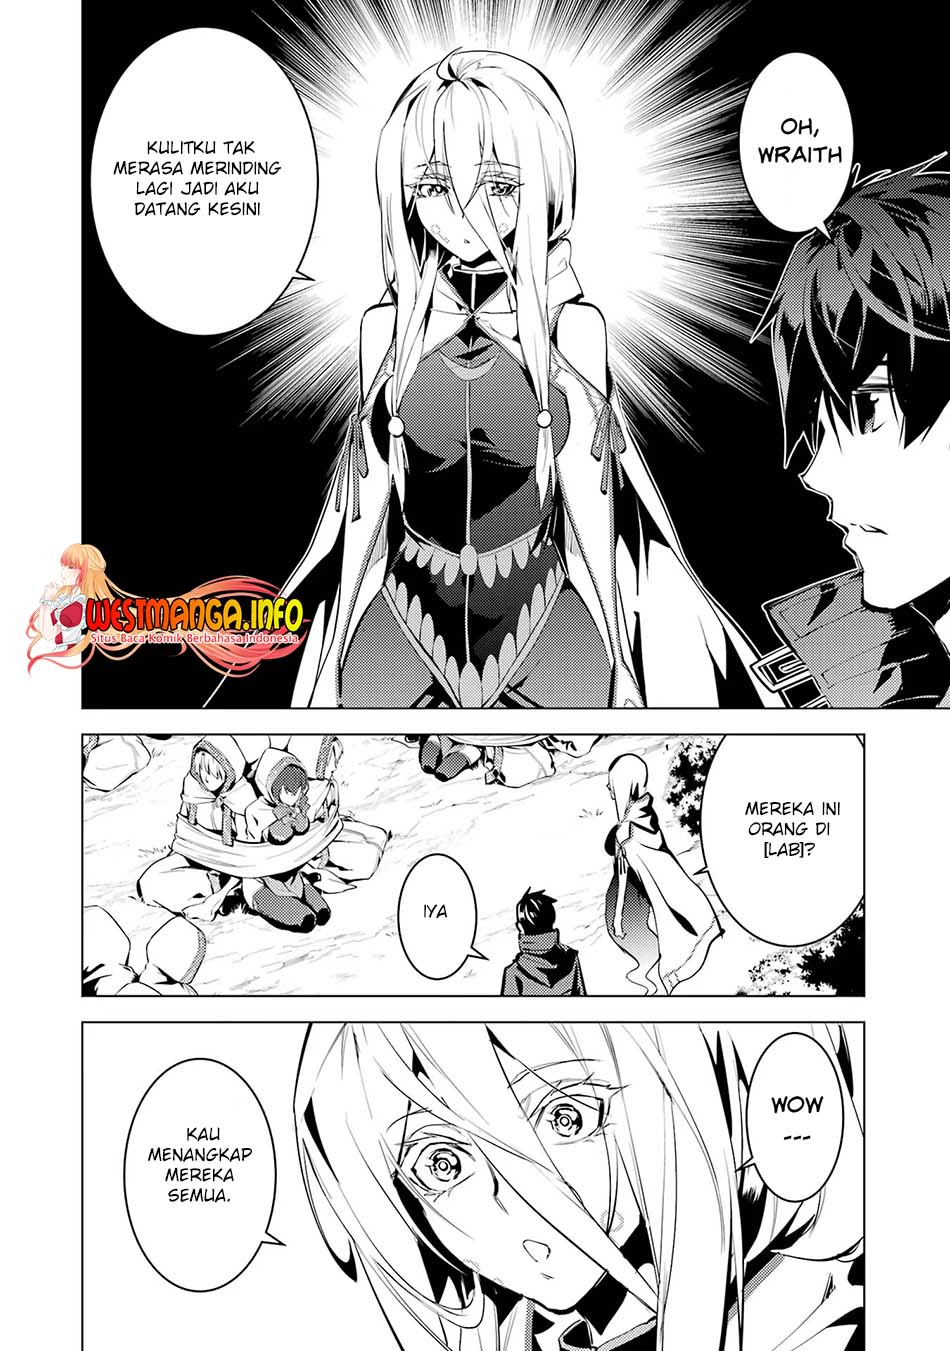 OH,
WRAITH
KULITKU TAK
MERASA MERINDING
LAGI JADI AKU
DATANG KESINI
WESTMANGA.INFO
Situs Baca Komik Berbahasa Indonesia
MEREKA INI
ORANG DI
[LAB]?
IYA
WOW
---
KAU
MENANGKAP
MEREKA
SEMUA.